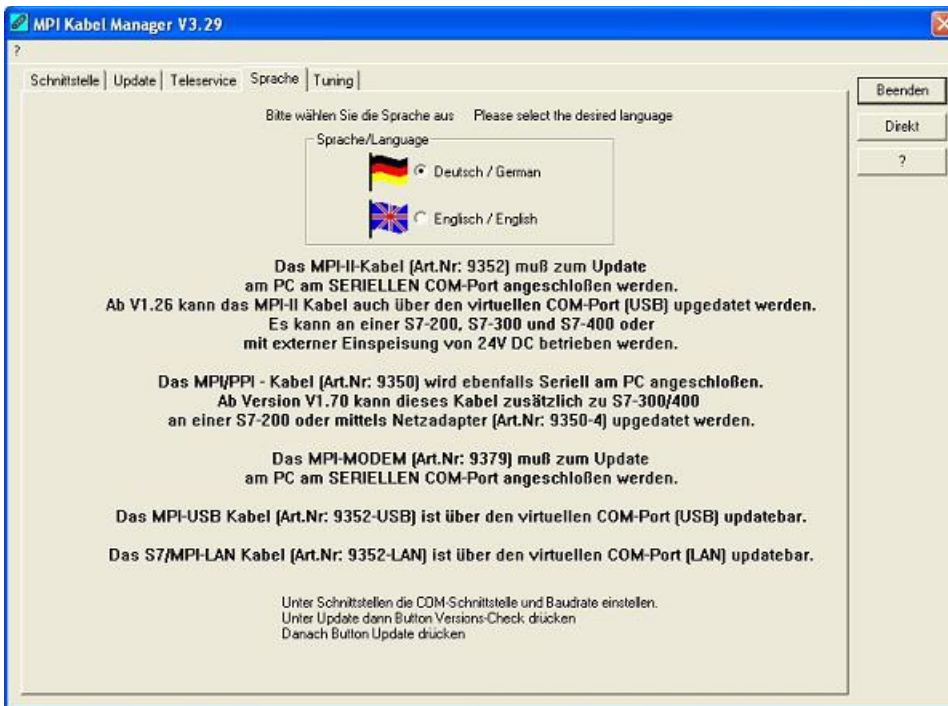 MPI Kabel Manager V3.29
?
Schnittstelle Update Teleservice Sprache Tuning
Beenden
Direkt
?
Bitte wählen Sie die Sprache aus Please select the desired language
Sprache/Language
Deutsch / German
Englisch / English
Das MPI-II-Kabel (Art.Nr: 9352) muß zum Update
am PC am SERIELLEN COM-Port angeschloßen werden.
Ab V1.26 kann das MPI-II Kabel auch über den virtuellen COM-Port (USB) upgedatet werden.
Es kann an einer S7-200, S7-300 und S7-400 oder
mit externer Einspeisung von 24V DC betrieben werden.
Das MPI/PPI - Kabel (Art.Nr: 9350) wird ebenfalls Seriell am PC angeschloßen.
Ab Version V1.70 kann dieses Kabel zusätzlich zu S7-300/400
an einer S7-200 oder mittels Netzadapter (Art.Nr: 9350-4) upgedatet werden.
Das MPI-MODEM (Art.Nr: 9379) muß zum Update
am PC am SERIELLEN COM-Port angeschloßen werden.
Das MPI-USB Kabel (Art.Nr: 9352-USB) ist über den virtuellen COM-Port (USB) updatebar.
Das S7/MPI-LAN Kabel (Art.Nr: 9352-LAN) ist über den virtuellen COM-Port (LAN) updatebar.
Unter Schnittstellen die COM-Schnittstelle und Baudrate einstellen.
Unter Update dann Button Versions-Check drücken
Danach Button Update drücken